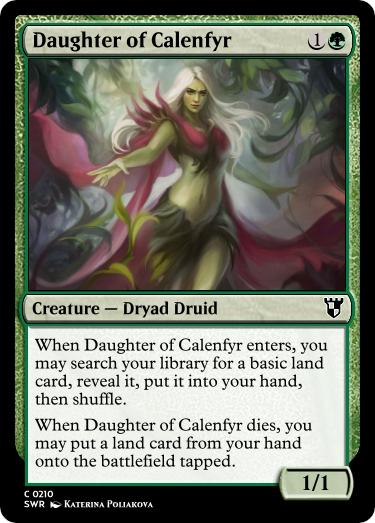 Daughter of Calenfyr 1
Creature — Dryad Druid
When Daughter of Calenfyr enters, you
may search your library for a basic land
card, reveal it, put it into your hand,
then shuffle.
When Daughter of Calenfyr dies, you
may put a land card from your hand
onto the battlefield tapped.
1/1
C 0210
SWR KATERINA POLIAKOVA